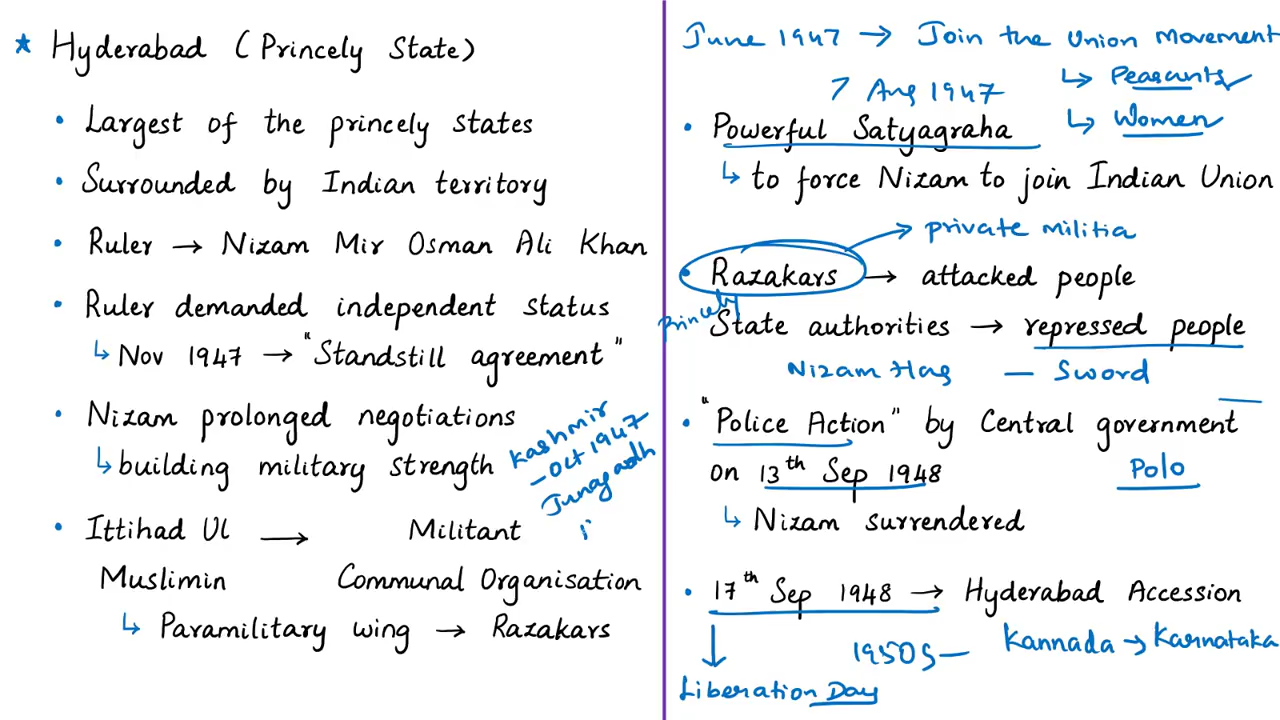 ★ Hyderabad (Princely State)
• Largest of the princely states
• Surrounded by Indian territory
• Ruler → Nizam Mir Osman Ali Khan
• Ruler demanded independent status
↳ Nov 1947 → "Standstill agreement"
• Nizam prolonged negotiations
↳ building military strength
Kashmir
- Oct 1947
Junagadh
• Ittihad Ul → Militant
Muslimin Communal Organisation
↳ Paramilitary wing → Razakars
June 1947 → Join the Union Movement
↳ Peasants
7 Aug 1947
↳ Women
• Powerful Satyagraha
↳ to force Nizam to join Indian Union
→ private militia
• Razakars → attacked people
Princely
State authorities → repressed people
Nizam Hag — Sword
• "Police Action" by Central government
on 13th Sep 1948
Polo
↳ Nizam surrendered
• 17th Sep 1948 → Hyderabad Accession
1950s — Kannada → Karnataka
↓
Liberation Day